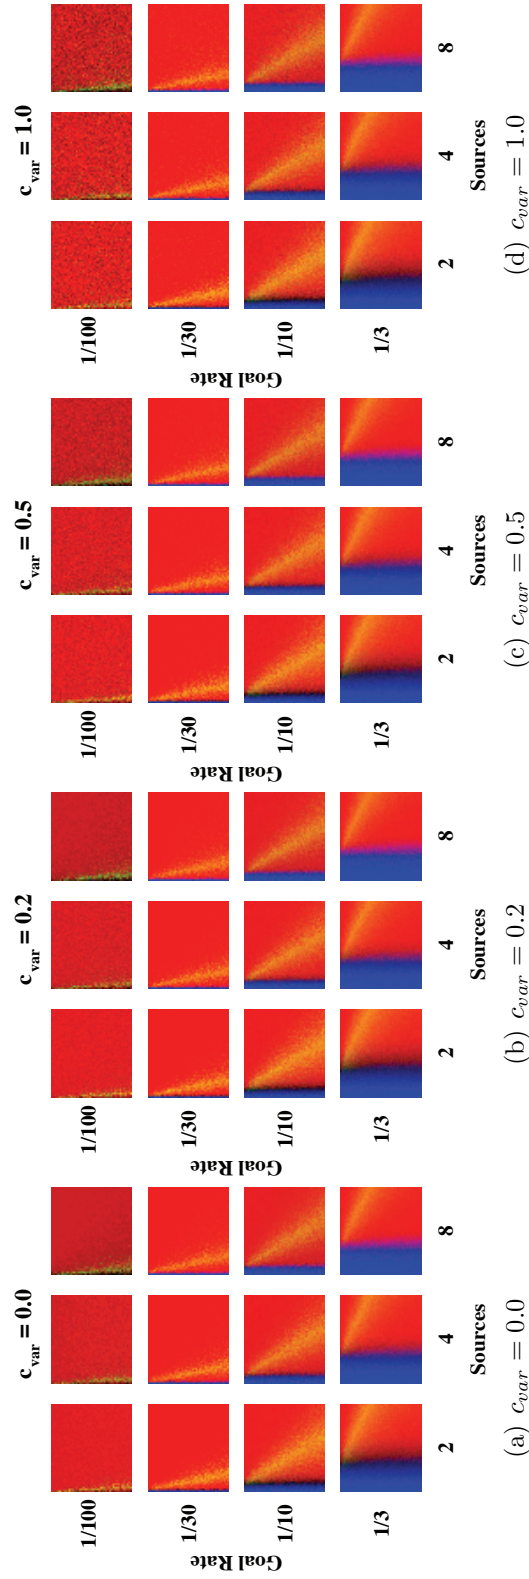 c_var = 0.0
Goal Rate
1/100
1/30
1/10
1/3
2 4 8
Sources
(a) c_var = 0.0
c_var = 0.2
Goal Rate
1/100
1/30
1/10
1/3
2 4 8
Sources
(b) c_var = 0.2
c_var = 0.5
Goal Rate
1/100
1/30
1/10
1/3
2 4 8
Sources
(c) c_var = 0.5
c_var = 1.0
Goal Rate
1/100
1/30
1/10
1/3
2 4 8
Sources
(d) c_var = 1.0